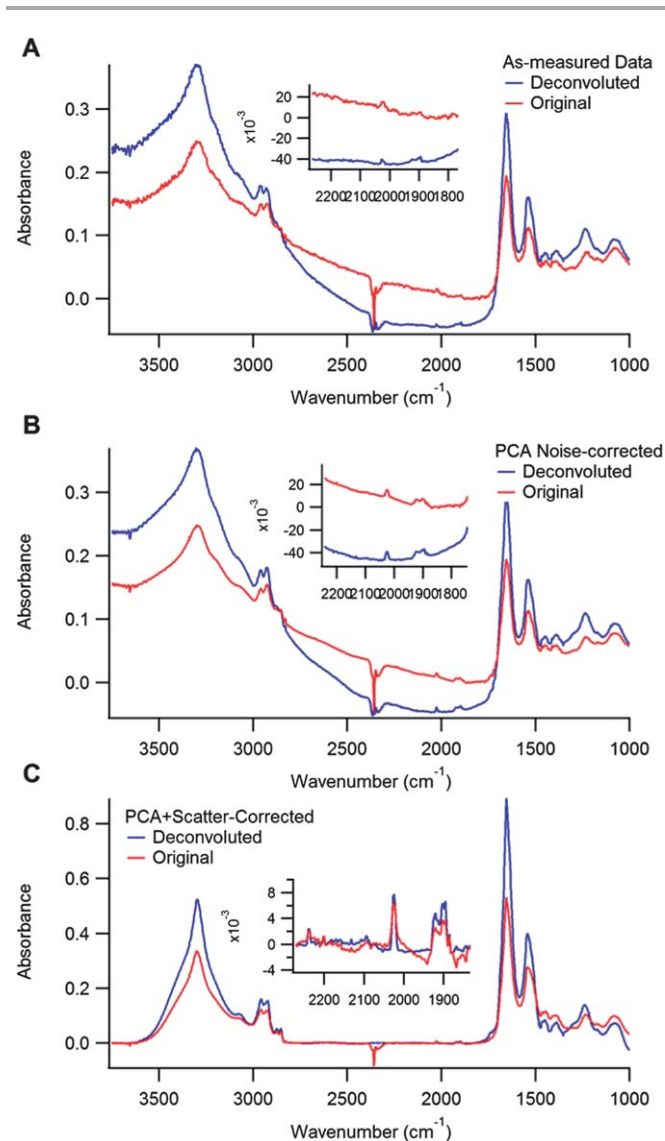 A
As-measured Data
Deconvoluted
Original
Absorbance
0.3
0.2
0.1
0.0
x10-3
20
0
-20
-40
2200 2100 2000 1900 1800
3500 3000 2500 2000 1500 1000
Wavenumber (cm-1)
B
PCA Noise-corrected
Deconvoluted
Original
Absorbance
0.3
0.2
0.1
0.0
x10-3
20
0
-20
-40
2200 2100 2000 1900 1800
3500 3000 2500 2000 1500 1000
Wavenumber (cm-1)
C
PCA+Scatter-Corrected
Deconvoluted
Original
Absorbance
0.8
0.6
0.4
0.2
0.0
x10-3
8
4
0
-4
2200 2100 2000 1900
3500 3000 2500 2000 1500 1000
Wavenumber (cm-1)